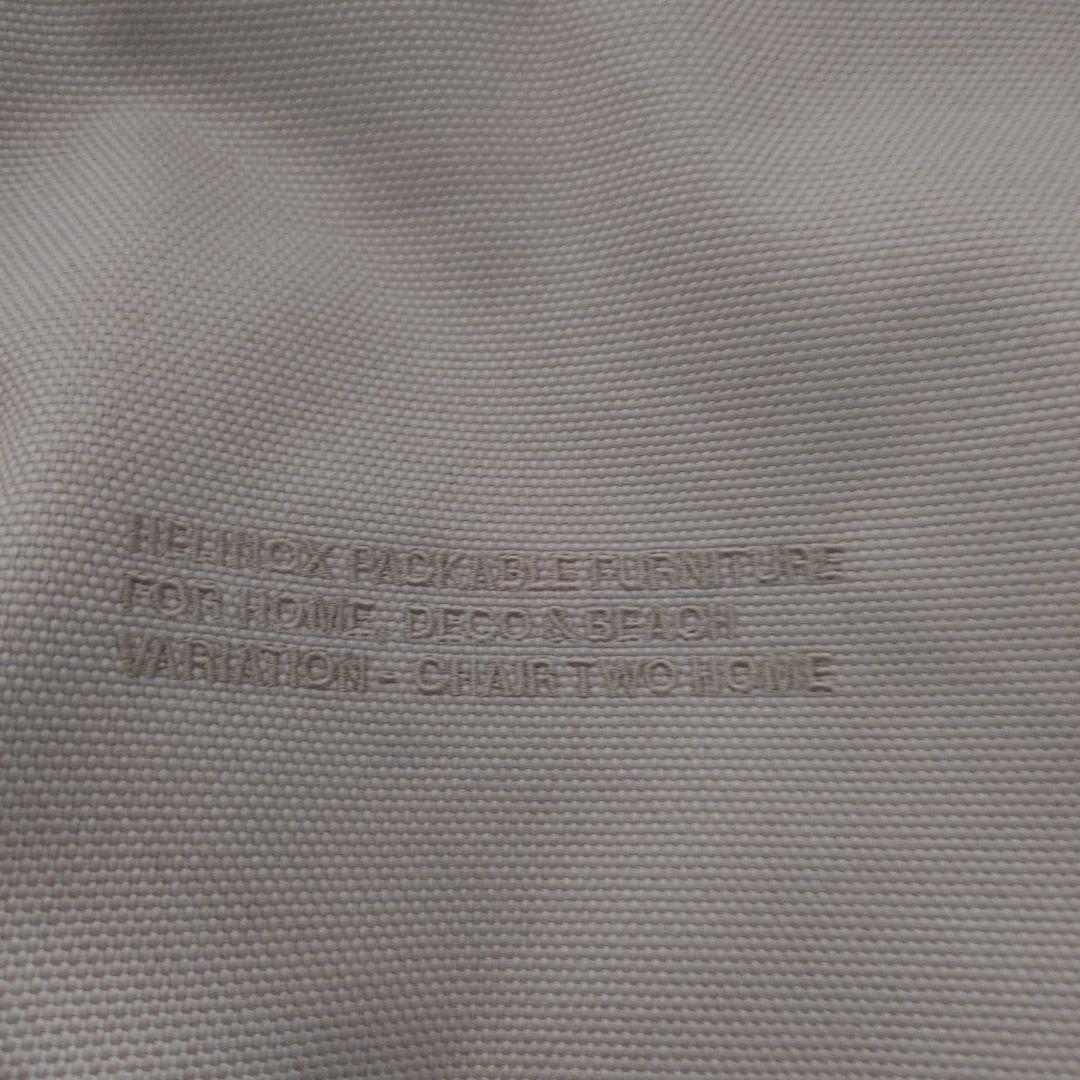 HELINOX PACKABLE FURNITURE
FOR HOME, DECO & BEACH
VARIATION - CHAIR TWO HOME